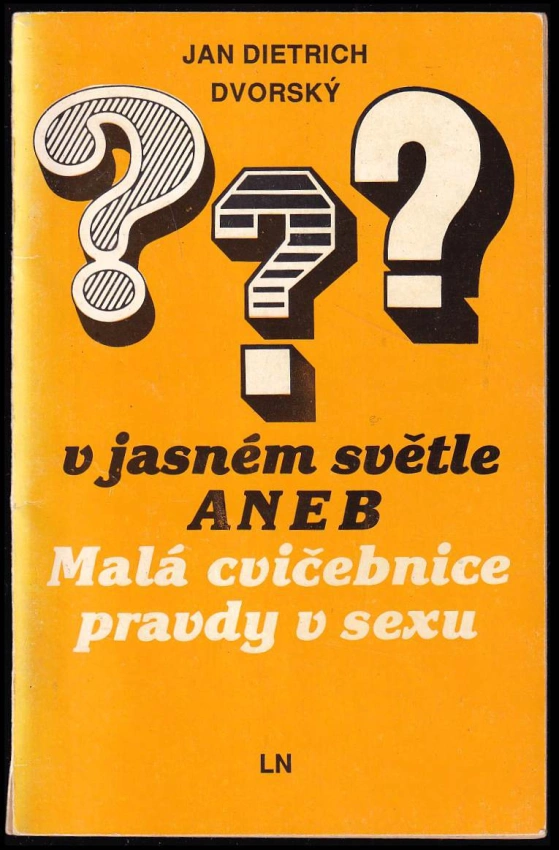 JAN DIETRICH
DVORSKÝ
? ? ?
v jasném světle
ANEB
Malá cvičebnice
pravdy v sexu
LN